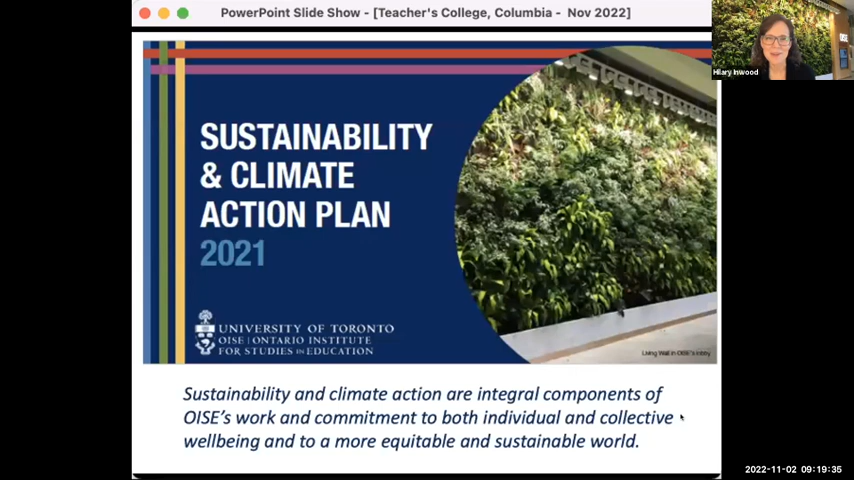 PowerPoint Slide Show - [Teacher's College, Columbia - Nov 2022]
Hilary Inwood
SUSTAINABILITY
& CLIMATE
ACTION PLAN
2021
UNIVERSITY OF TORONTO
OISE | ONTARIO INSTITUTE
FOR STUDIES IN EDUCATION
Living Wall in OISE's lobby
Sustainability and climate action are integral components of
OISE's work and commitment to both individual and collective
wellbeing and to a more equitable and sustainable world.
2022-11-02 09:19:35